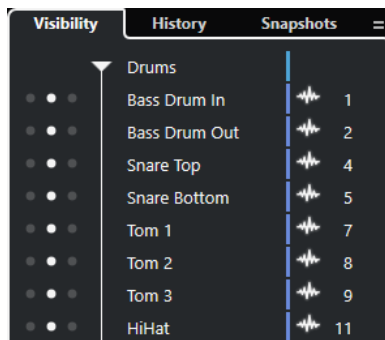 Visibility History Snapshots
Drums
Bass Drum In 1
Bass Drum Out 2
Snare Top 4
Snare Bottom 5
Tom 1 7
Tom 2 8
Tom 3 9
HiHat 11